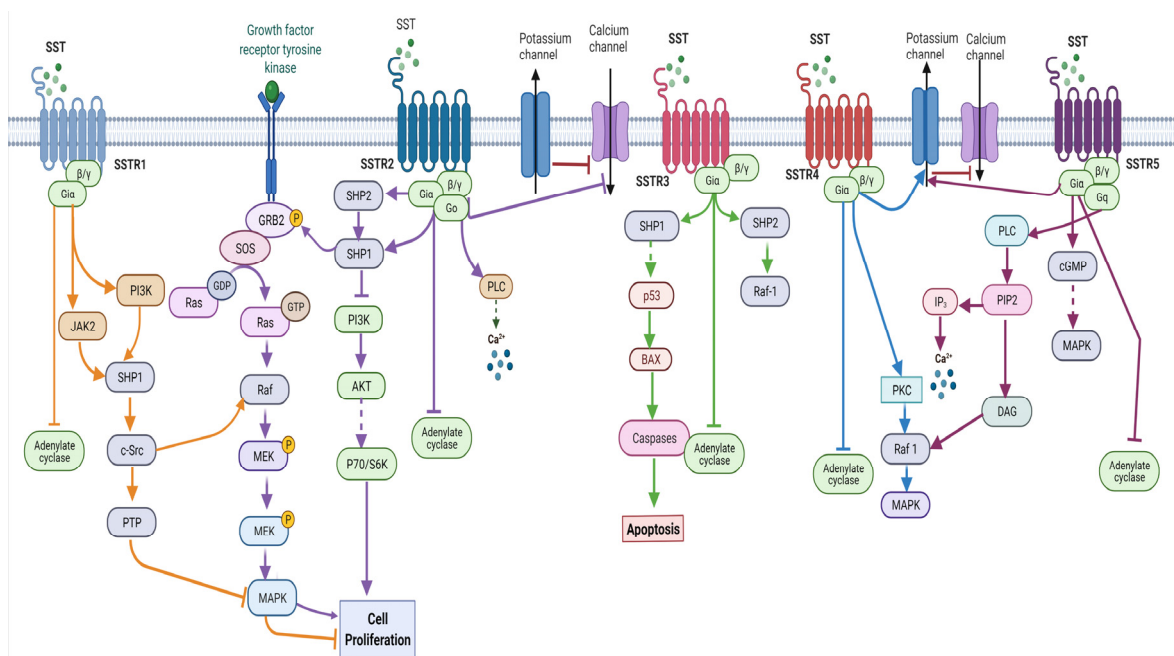 SST
Growth factor
receptor tyrosine
kinase
SST
Potassium
channel
Calcium
channel
SST
SST
Potassium
channel
Calcium
channel
SST
SSTR1
β/γ
Giα
SSTR2
β/γ
Giα
Go
SSTR3
β/γ
Giα
SSTR4
β/γ
Giα
SSTR5
β/γ
Giα
Gq
PI3K
JAK2
SHP1
c-Src
PTP
Adenylate
cyclase
GRB2
P
SOS
GDP
Ras
GTP
Ras
Raf
MEK
P
MEK
P
MAPK
SHP2
SHP1
PI3K
AKT
P70/S6K
Cell
Proliferation
PLC
Ca2+
Adenylate
cyclase
SHP1
SHP2
p53
Raf-1
BAX
Caspases
Adenylate
cyclase
Apoptosis
Adenylate
cyclase
PKC
Raf 1
MAPK
PLC
PIP2
IP3
Ca2+
DAG
cGMP
MAPK
Adenylate
cyclase